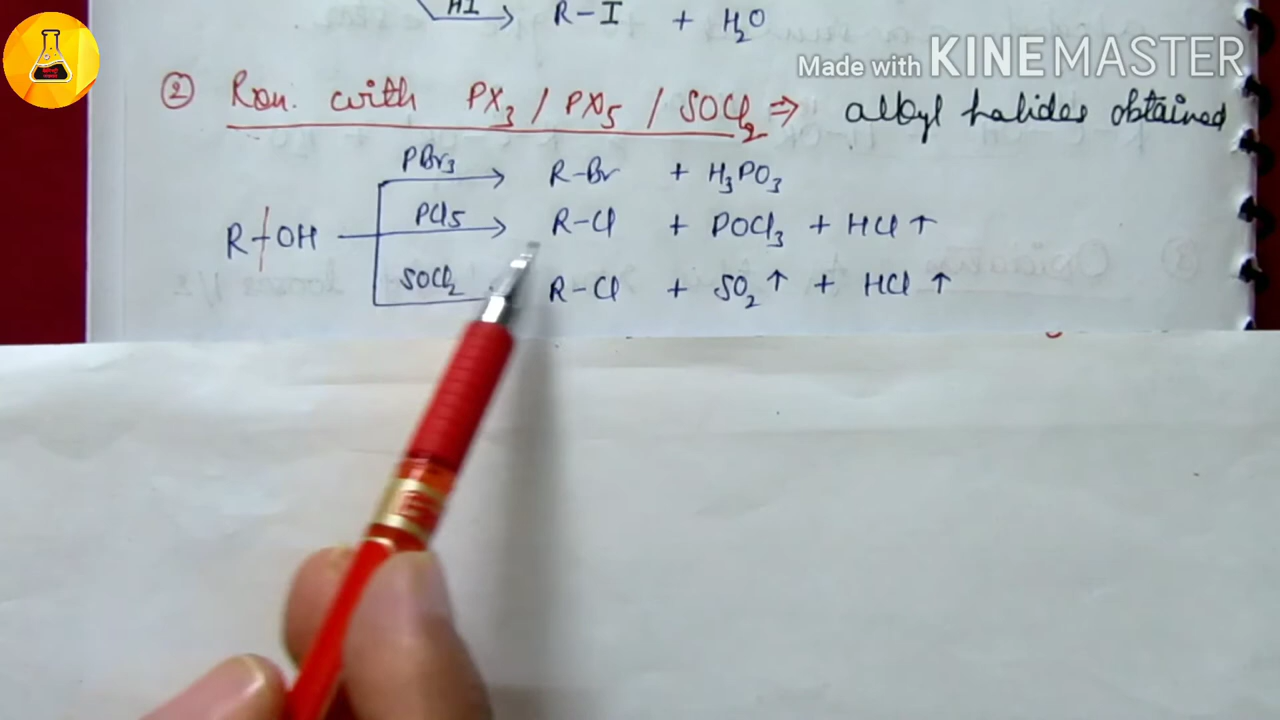 HI → R-I + H₂O
Made with KINEMASTER
② Rxn. with PX₃ / PX₅ / SOCl₂ ⇒ alkyl halides obtained
PBr₃ → R-Br + H₃PO₃
R-OH PCl₅ → R-Cl + POCl₃ + HCl ↑
SOCl₂ R-Cl + SO₂ ↑ + HCl ↑